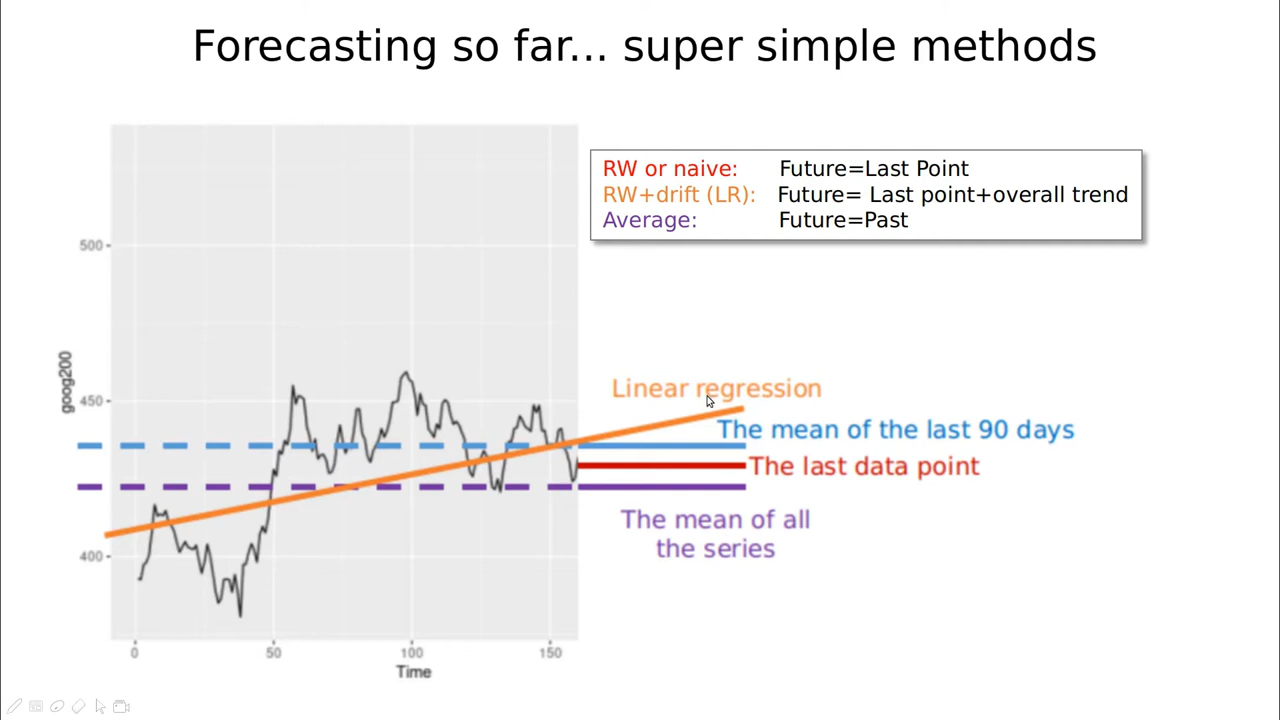 Forecasting so far... super simple methods
RW or naive: Future=Last Point
RW+drift (LR): Future= Last point+overall trend
Average: Future=Past
500
450
400
goog200
Linear regression
The mean of the last 90 days
The last data point
The mean of all
the series
0 50 100 150
Time